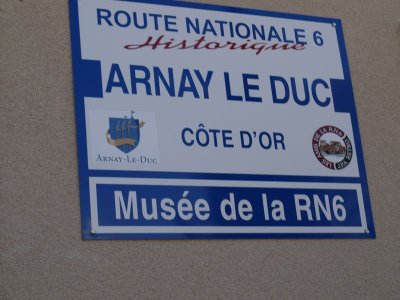 ROUTE NATIONALE 6
Historique
ARNAY LE DUC
CÔTE D'OR
ARNAY-LE-DUC
Musée de la RN6